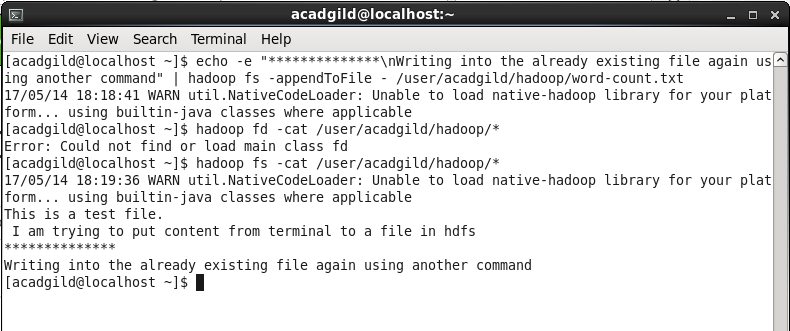 acadgild@localhost:~
File Edit View Search Terminal Help
[acadgild@localhost ~]$ echo -e "**************\nWriting into the already existing file again us
ing another command" | hadoop fs -appendToFile - /user/acadgild/hadoop/word-count.txt
17/05/14 18:18:41 WARN util.NativeCodeLoader: Unable to load native-hadoop library for your plat
form... using builtin-java classes where applicable
[acadgild@localhost ~]$ hadoop fd -cat /user/acadgild/hadoop/*
Error: Could not find or load main class fd
[acadgild@localhost ~]$ hadoop fs -cat /user/acadgild/hadoop/*
17/05/14 18:19:36 WARN util.NativeCodeLoader: Unable to load native-hadoop library for your plat
form... using builtin-java classes where applicable
This is a test file.
 I am trying to put content from terminal to a file in hdfs
**************
Writing into the already existing file again using another command
[acadgild@localhost ~]$